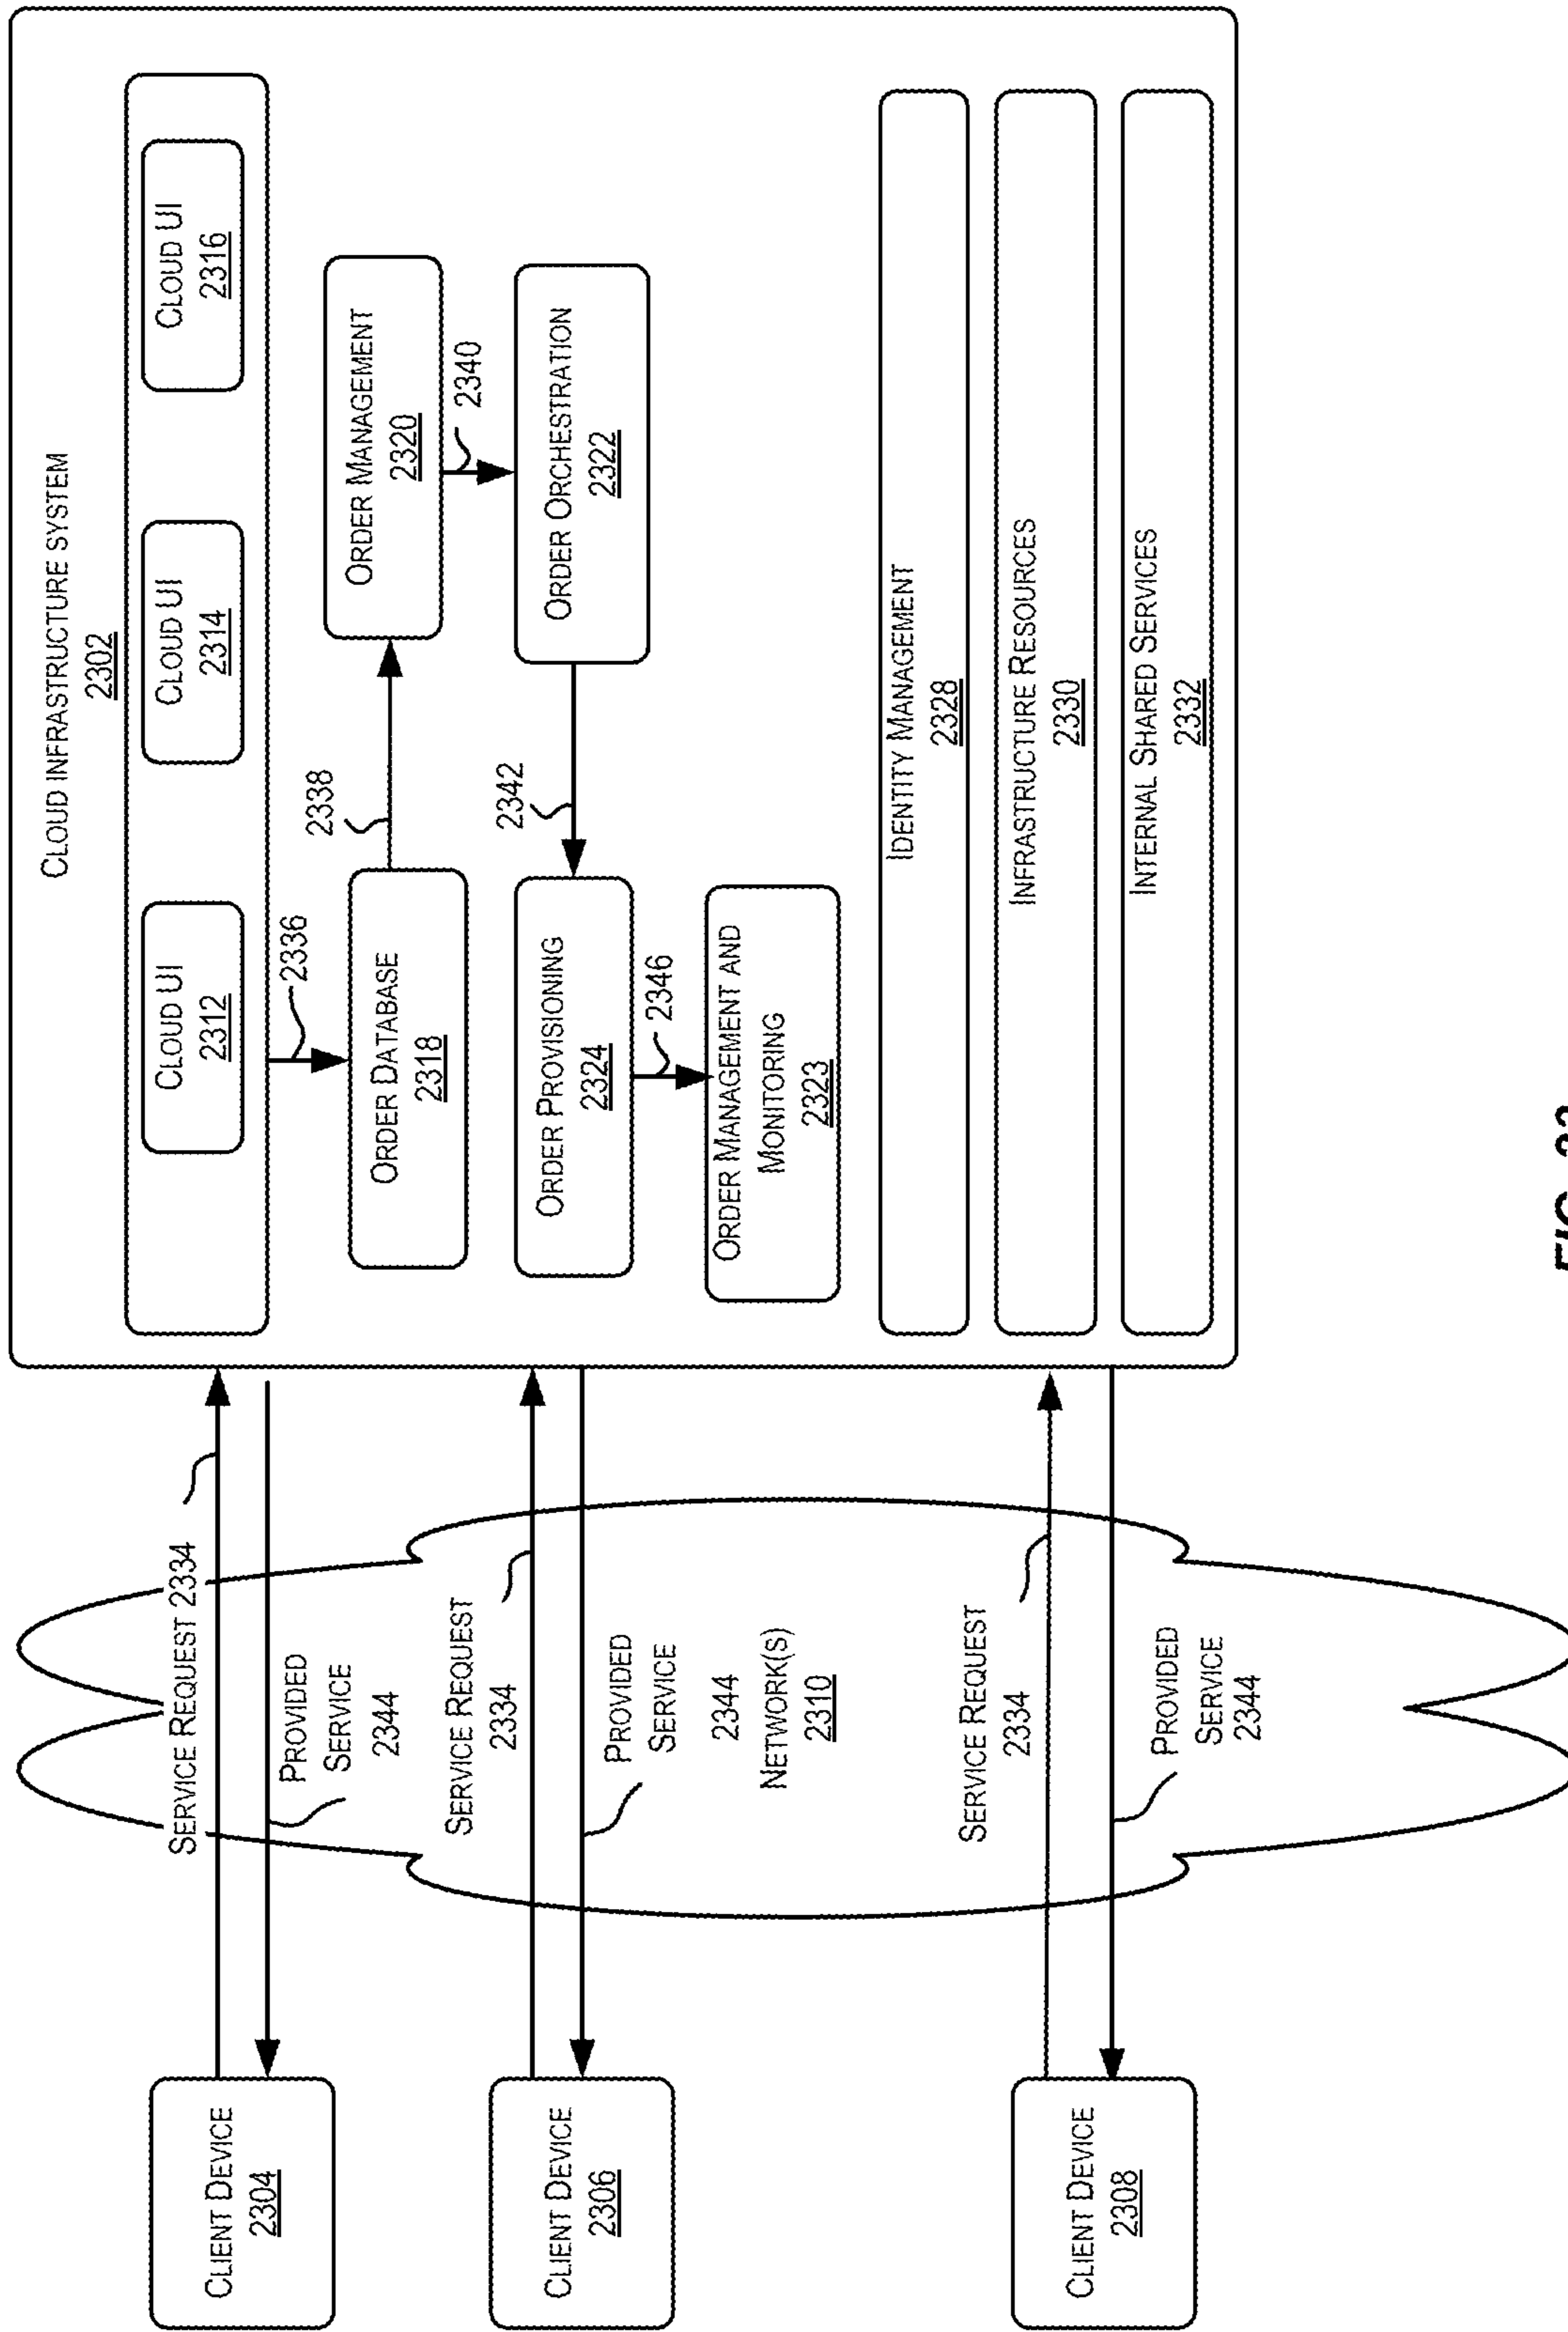 CLOUD INFRASTRUCTURE SYSTEM
2302
CLOUD UI
2312
CLOUD UI
2314
CLOUD UI
2316
2336
ORDER DATABASE
2318
2338
ORDER MANAGEMENT
2320
2340
ORDER ORCHESTRATION
2322
2342
ORDER PROVISIONING
2324
2346
ORDER MANAGEMENT AND
MONITORING
2323
IDENTITY MANAGEMENT
2328
INFRASTRUCTURE RESOURCES
2330
INTERNAL SHARED SERVICES
2332
SERVICE REQUEST 2334
PROVIDED
SERVICE
2344
SERVICE REQUEST
2334
PROVIDED
SERVICE
2344
NETWORK(S)
2310
SERVICE REQUEST
2334
PROVIDED
SERVICE
2344
CLIENT DEVICE
2304
CLIENT DEVICE
2306
CLIENT DEVICE
2308